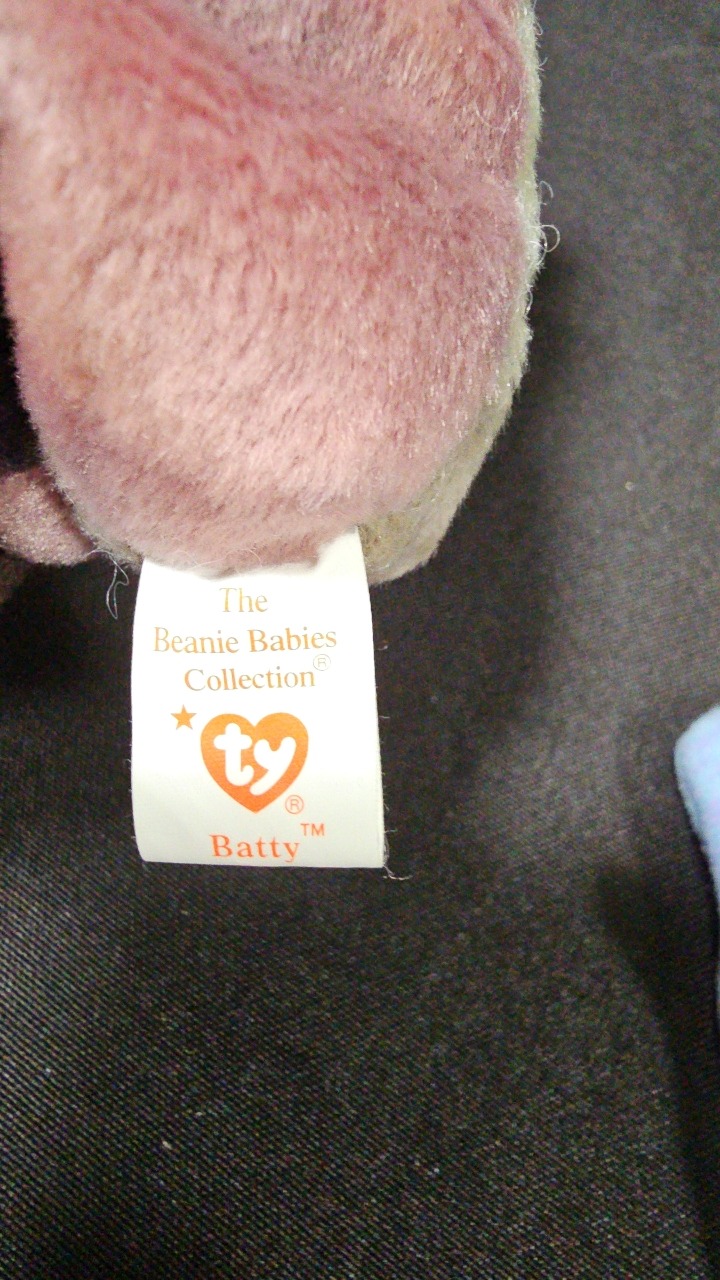 The
Beanie Babies
Collection®
ty®
Batty™